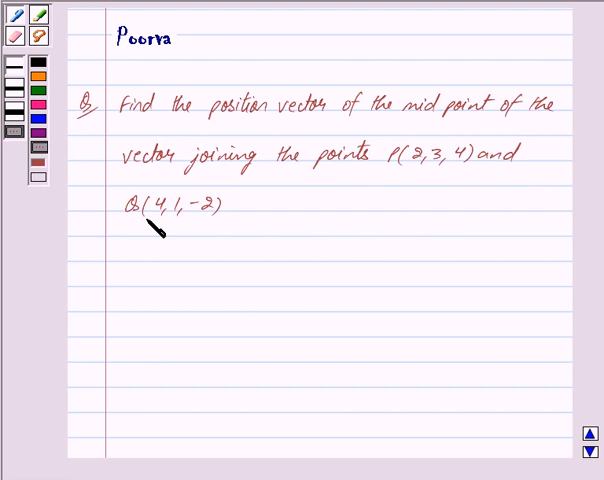 Poorva
Q Find the position vector of the mid point of the
vector joining the points P(2,3,4) and
Q(4,1,-2)